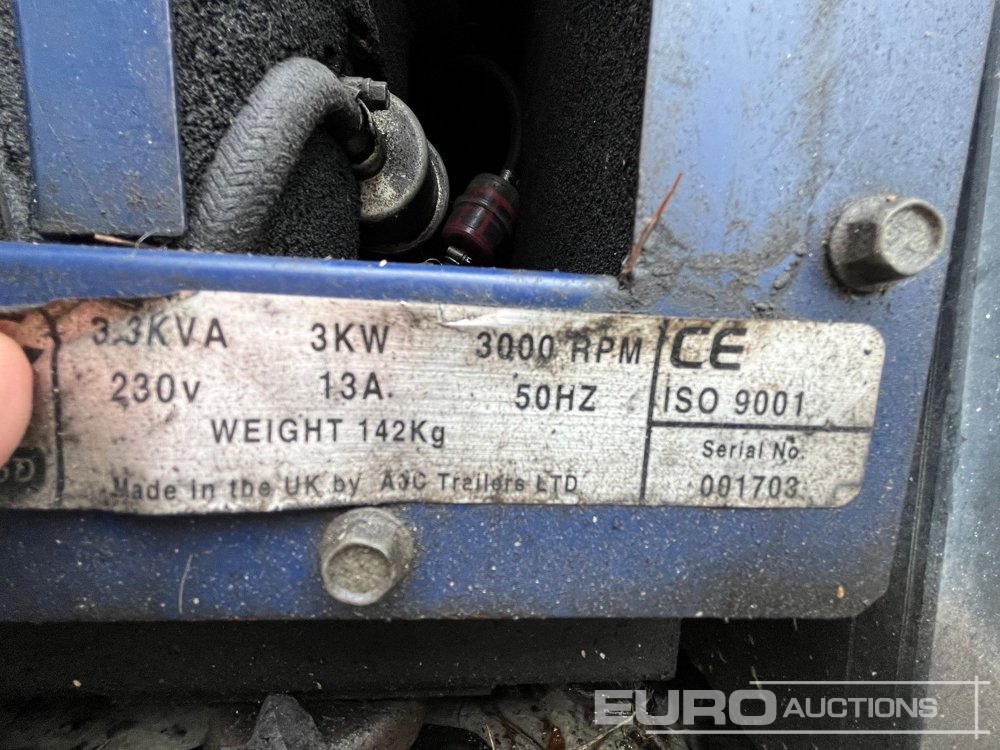 3.3KVA 3KW 3000 RPM
230v 13A 50HZ
WEIGHT 142Kg
Made in the UK by AJC Trailers LTD
CE
ISO 9001
Serial No.
001703
EURO AUCTIONS